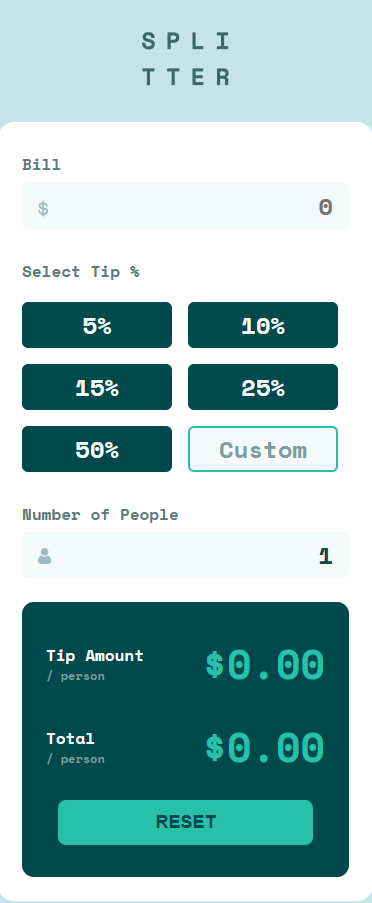 SPLI
TTER
Bill
$ 0
Select Tip %
5% 10%
15% 25%
50% Custom
Number of People
1
Tip Amount $0.00
/ person
Total $0.00
/ person
RESET